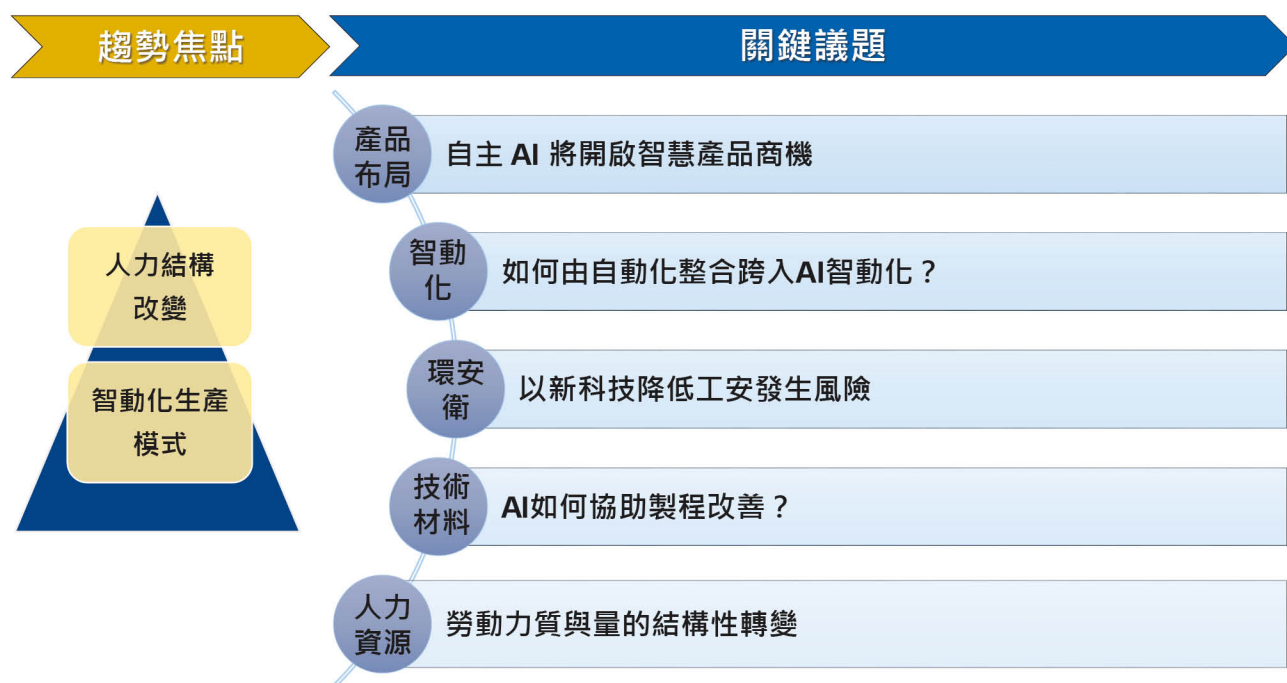 趨勢焦點
關鍵議題
人力結構
改變
智動化生產
模式
產品
布局
自主 AI 將開啟智慧產品商機
智動
化
如何由自動化整合跨入AI智動化？
環安
衛
以新科技降低工安發生風險
技術
材料
AI如何協助製程改善？
人力
資源
勞動力質與量的結構性轉變